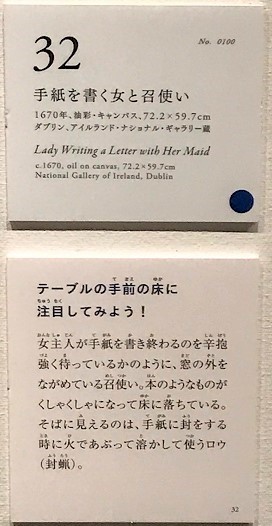 32
No. 0100
手紙を書く女と召使い
1670年、油彩・キャンバス、72.2×59.7cm
ダブリン、アイルランド・ナショナル・ギャラリー蔵
Lady Writing a Letter with Her Maid
c.1670, oil on canvas, 72.2×59.7cm
National Gallery of Ireland, Dublin
テーブルの手前の床に
注目してみよう！
女主人が手紙を書き終わるのを辛抱
強く待っているかのように、窓の外を
ながめている召使い。本のようなものが
くしゃくしゃになって床に落ちている。
そばに見えるのは、手紙に封をする
時に火であぶって溶かして使うロウ
（封蝋）。
32